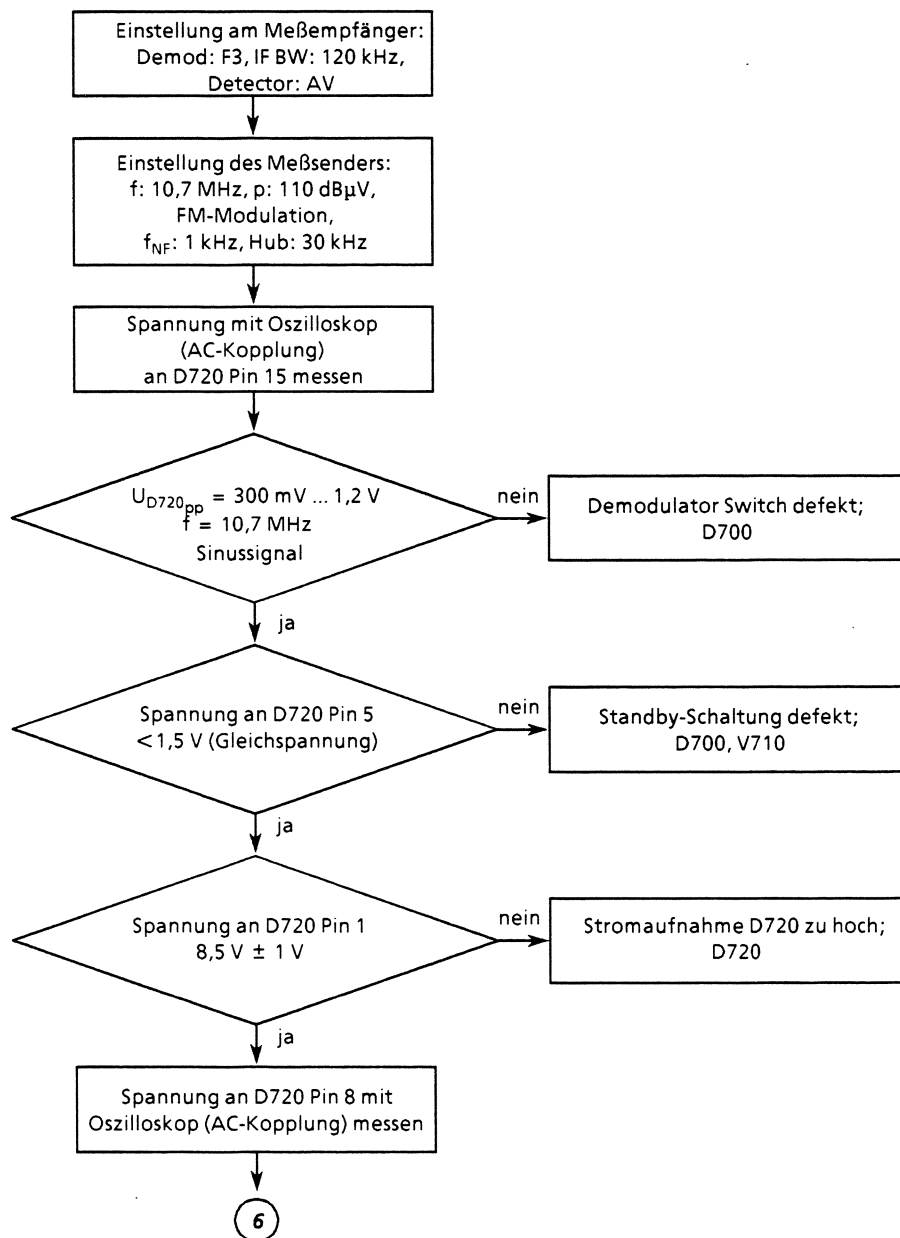 Einstellung am Meßempfänger:
Demod: F3, IF BW: 120 kHz,
Detector: AV
Einstellung des Meßsenders:
f: 10,7 MHz, p: 110 dBµV,
FM-Modulation,
fNF: 1 kHz, Hub: 30 kHz
Spannung mit Oszilloskop
(AC-Kopplung)
an D720 Pin 15 messen
UD720pp = 300 mV ... 1,2 V
f = 10,7 MHz
Sinussignal
nein
Demodulator Switch defekt;
D700
ja
Spannung an D720 Pin 5
<1,5 V (Gleichspannung)
nein
Standby-Schaltung defekt;
D700, V710
ja
Spannung an D720 Pin 1
8,5 V ± 1 V
nein
Stromaufnahme D720 zu hoch;
D720
ja
Spannung an D720 Pin 8 mit
Oszilloskop (AC-Kopplung) messen
6